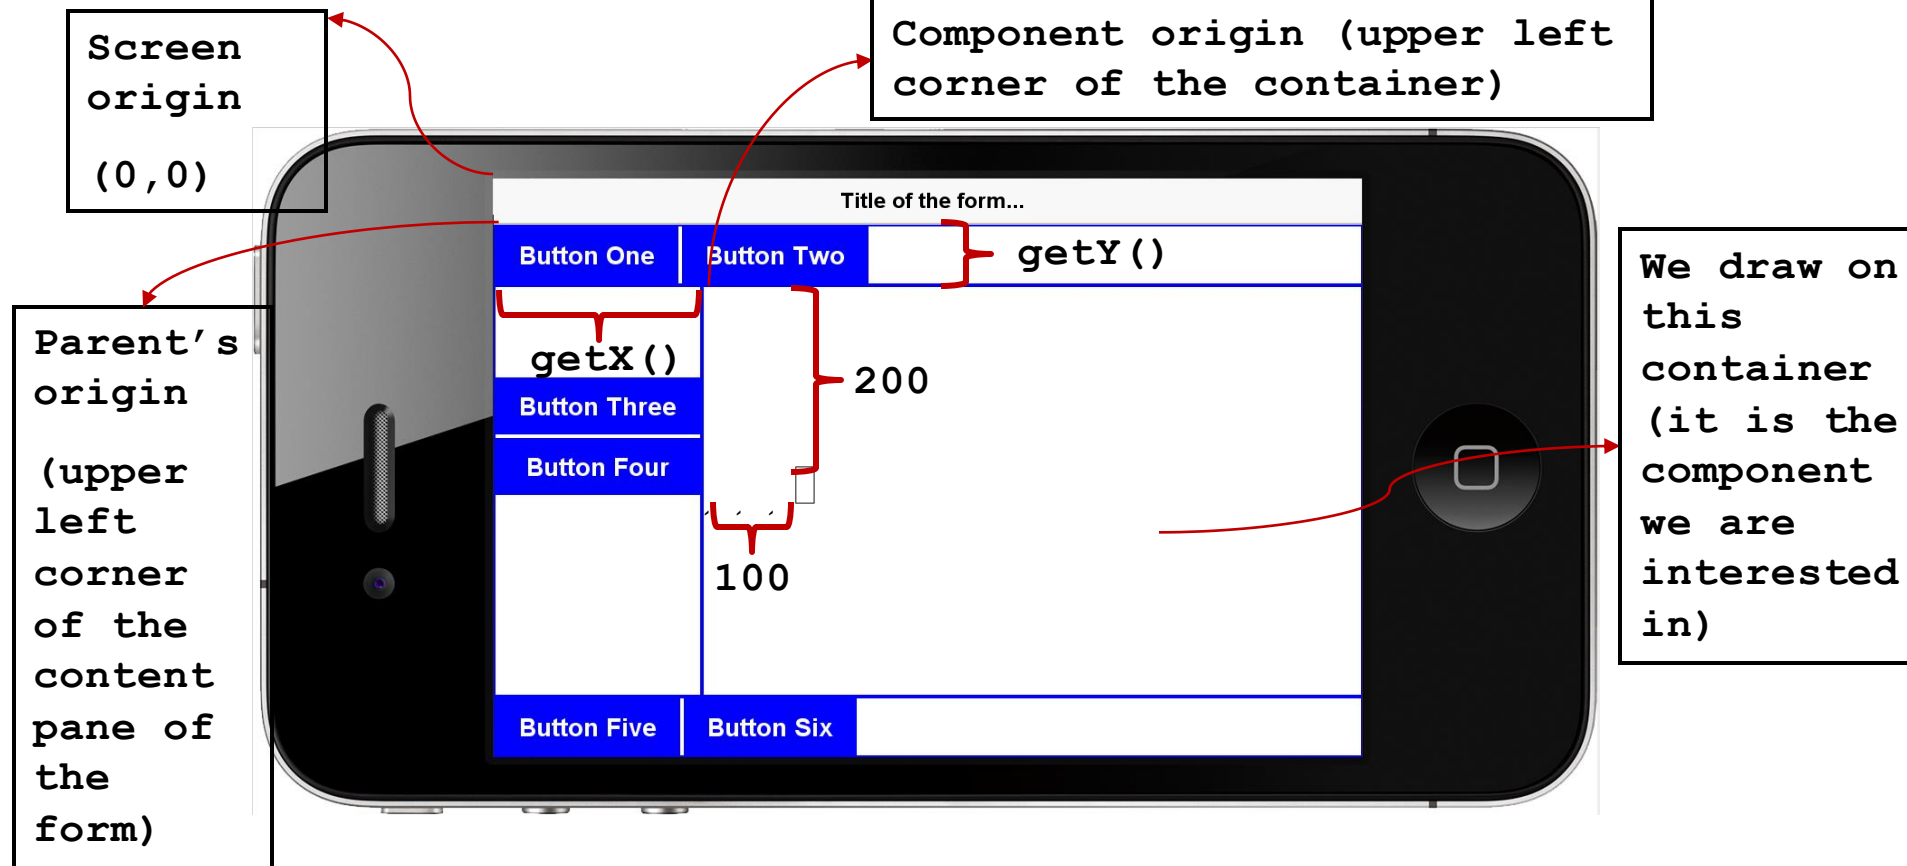 Screen
origin
(0,0)
Component origin (upper left
corner of the container)
Title of the form...
Button One
Button Two
getY()
getX()
200
Button Three
Button Four
100
Button Five
Button Six
Parent’s
origin
(upper
left
corner
of the
content
pane of
the
form)
We draw on
this
container
(it is the
component
we are
interested
in)